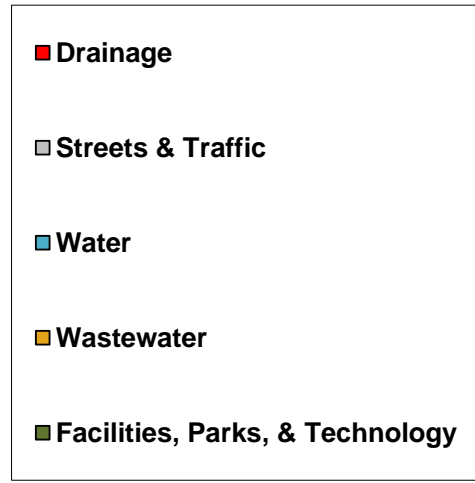 Drainage
Streets & Traffic
Water
Wastewater
Facilities, Parks, & Technology